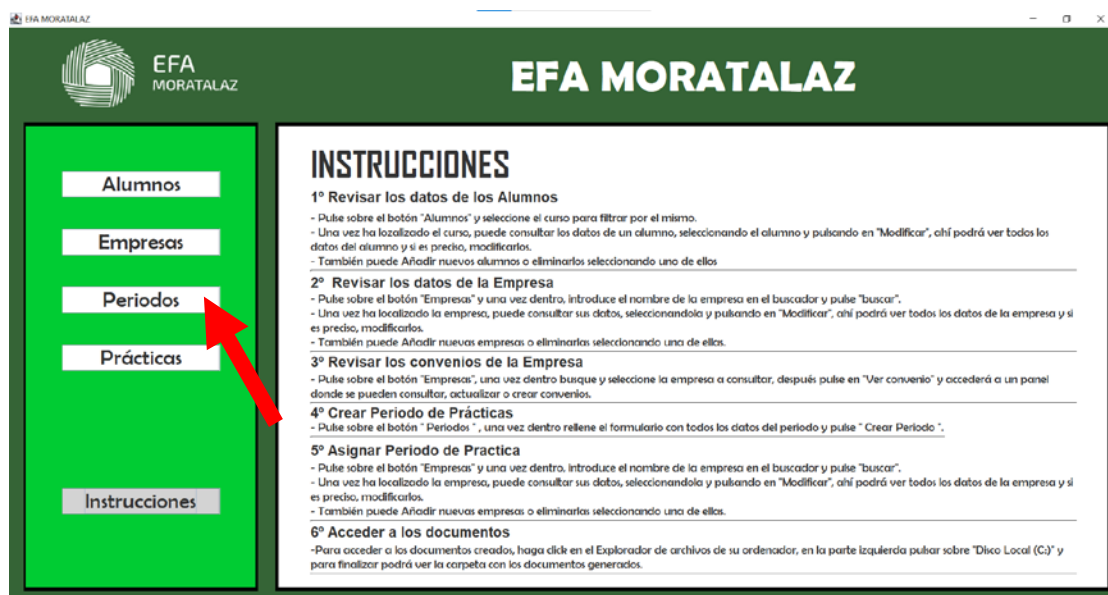 EFA MORATALAZ
EFA
MORATALAZ
EFA MORATALAZ
Alumnos
Empresas
Periodos
Prácticas
Instrucciones
INSTRUCCIONES
1º Revisar los datos de los Alumnos
- Pulse sobre el botón "Alumnos" y seleccione el curso para filtrar por el mismo.
- Una vez ha lozalizado el curso, puede consultar los datos de un alumno, seleccionando el alumno y pulsando en "Modificar", ahí podrá ver todos los
datos del alumno y si es preciso, modificarlos.
- También puede Añadir nuevos alumnos o eliminarlos seleccionando uno de ellos
2º Revisar los datos de la Empresa
- Pulse sobre el botón "Empresas" y una vez dentro, introduce el nombre de la empresa en el buscador y pulse "buscar".
- Una vez ha localizado la empresa, puede consultar sus datos, seleccionandola y pulsando en "Modificar", ahí podrá ver todos los datos de la empresa y si
es preciso, modificarlos.
- También puede Añadir nuevas empresas o eliminarlas seleccionando una de ellas.
3º Revisar los convenios de la Empresa
- Pulse sobre el botón "Empresas", una vez dentro busque y seleccione la empresa a consultar, después pulse en "Ver convenio" y accederá a un panel
donde se pueden consultar, actualizar o crear convenios.
4º Crear Periodo de Prácticas
- Pulse sobre el botón " Periodos " , una vez dentro rellene el formulario con todos los datos del periodo y pulse " Crear Periodo ".
5º Asignar Periodo de Practica
- Pulse sobre el botón "Empresas" y una vez dentro, introduce el nombre de la empresa en el buscador y pulse "buscar".
- Una vez ha localizado la empresa, puede consultar sus datos, seleccionandola y pulsando en "Modificar", ahí podrá ver todos los datos de la empresa y si
es preciso, modificarlos.
- También puede Añadir nuevas empresas o eliminarlas seleccionando una de ellas.
6º Acceder a los documentos
-Para acceder a los documentos creados, haga click en el Explorador de archivos de su ordenador, en la parte izquierda pulsar sobre "Disco Local (C:)" y
para finalizar podrá ver la carpeta con los documentos generados.